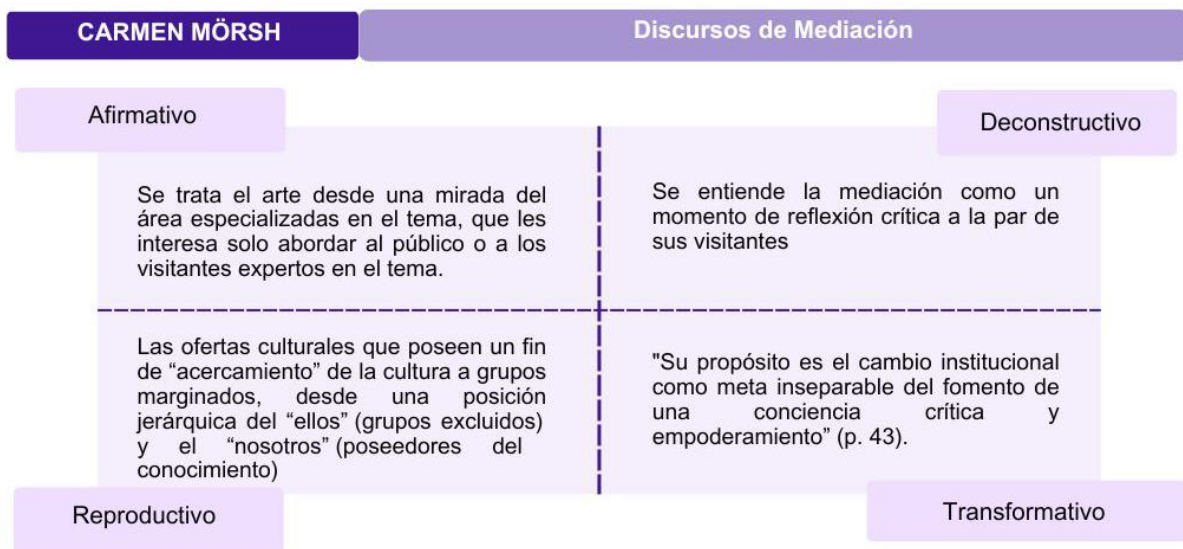 CARMEN MÖRSH
Discursos de Mediación
Afirmativo
Se trata el arte desde una mirada del
área especializadas en el tema, que les
interesa solo abordar al público o a los
visitantes expertos en el tema.
Deconstructivo
Se entiende la mediación como un
momento de reflexión crítica a la par de
sus visitantes
Las ofertas culturales que poseen un fin
de “acercamiento” de la cultura a grupos
marginados, desde una posición
jerárquica del “ellos” (grupos excluidos)
y el “nosotros” (poseedores del
conocimiento)
Reproductivo
"Su propósito es el cambio institucional
como meta inseparable del fomento de
una conciencia crítica y
empoderamiento” (p. 43).
Transformativo